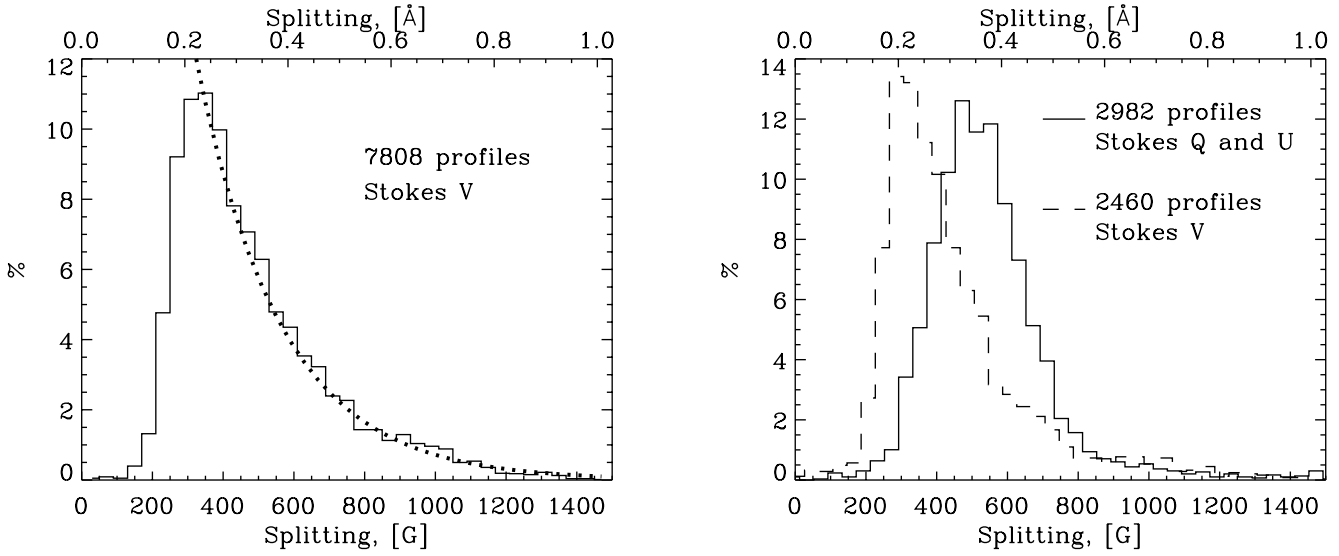 Splitting, [Å]
0.0 0.2 0.4 0.6 0.8 1.0
12
10
8
6
4
2
0
%
7808 profiles
Stokes V
0 200 400 600 800 1000 1200 1400
Splitting, [G]
Splitting, [Å]
0.0 0.2 0.4 0.6 0.8 1.0
14
12
10
8
6
4
2
0
%
2982 profiles
Stokes Q and U
2460 profiles
Stokes V
0 200 400 600 800 1000 1200 1400
Splitting, [G]